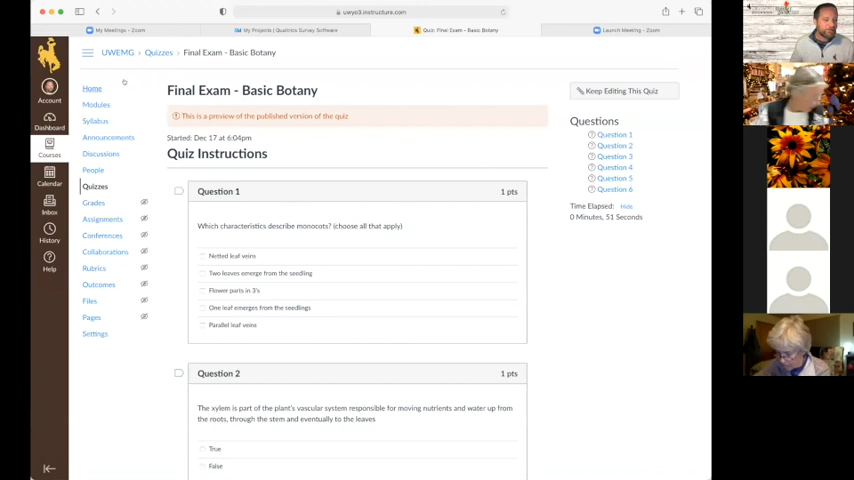 uwyo3.instructure.com
My Meetings - Zoom
My Projects | Qualtrics Survey Software
Quiz: Final Exam - Basic Botany
Launch Meeting - Zoom
UWEMG > Quizzes > Final Exam - Basic Botany
Account
Dashboard
Courses
Calendar
Inbox
History
Help
Home
Modules
Syllabus
Announcements
Discussions
People
Quizzes
Grades
Assignments
Conferences
Collaborations
Rubrics
Outcomes
Files
Pages
Settings
Final Exam - Basic Botany
This is a preview of the published version of the quiz
Started: Dec 17 at 6:04pm
Quiz Instructions
Question 1 1 pts
Which characteristics describe monocots? (choose all that apply)
Netted leaf veins
Two leaves emerge from the seedling
Flower parts in 3's
One leaf emerges from the seedlings
Parallel leaf veins
Question 2 1 pts
The xylem is part of the plant's vascular system responsible for moving nutrients and water up from
the roots, through the stem and eventually to the leaves
True
False
Keep Editing This Quiz
Questions
Question 1
Question 2
Question 3
Question 4
Question 5
Question 6
Time Elapsed: Hide
0 Minutes, 51 Seconds